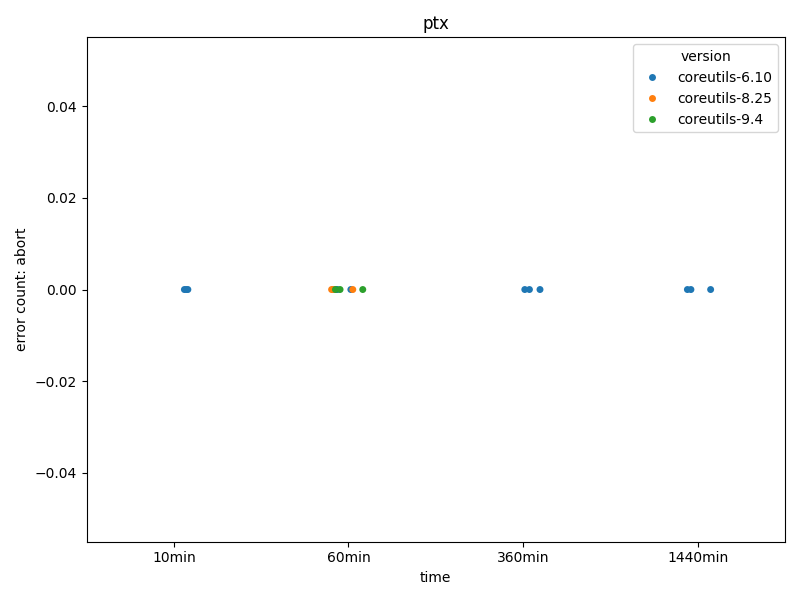 ptx
version
coreutils-6.10
coreutils-8.25
coreutils-9.4
error count: abort
0.04
0.02
0.00
−0.02
−0.04
10min
60min
360min
1440min
time